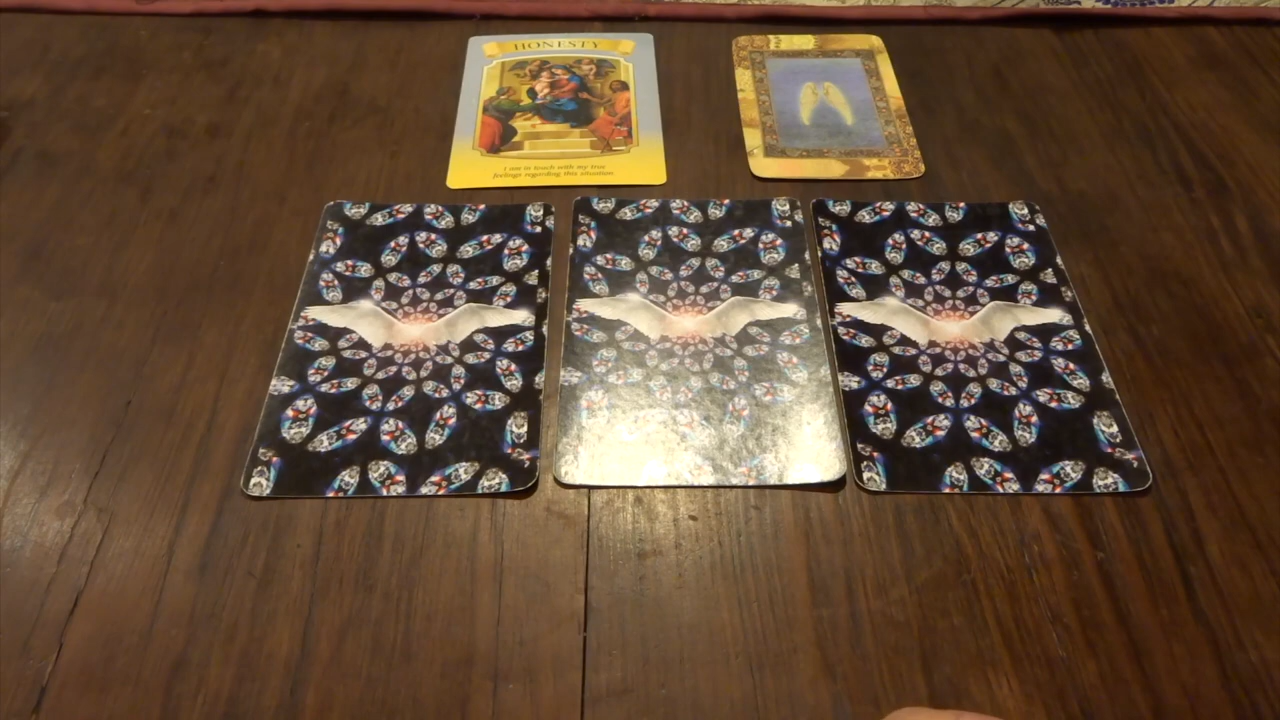 HONESTY
I am in touch with my true
feelings regarding this situation